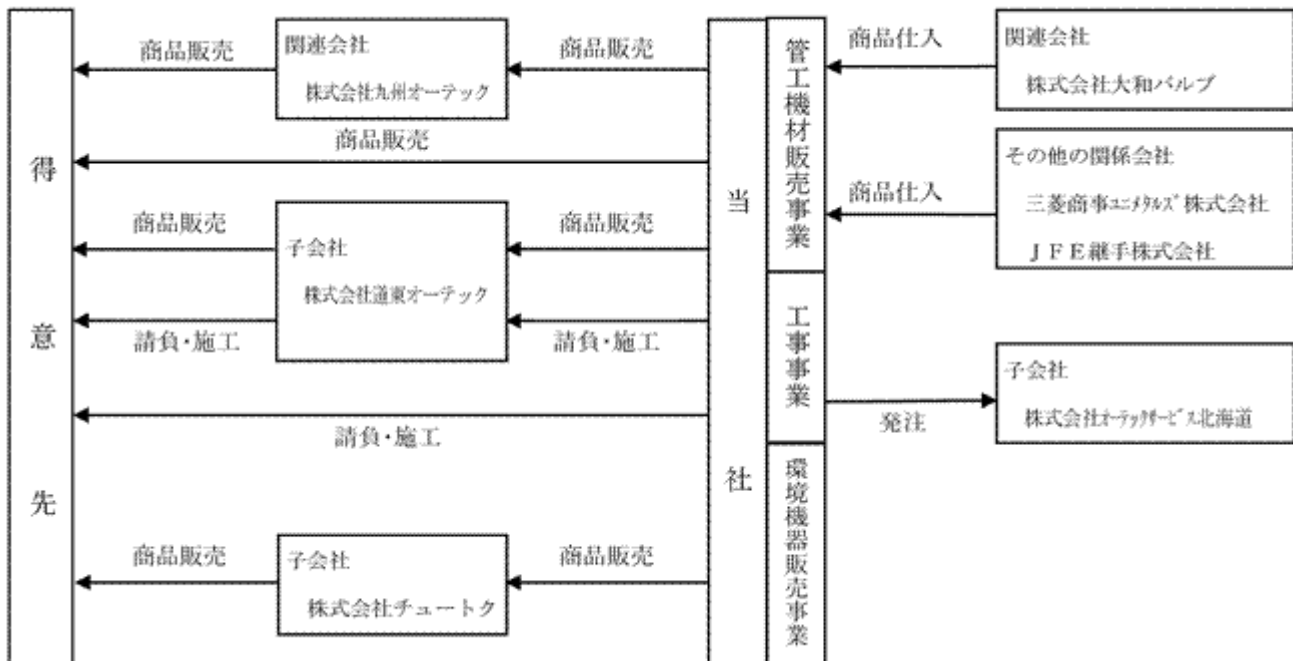 得意先
商品販売
関連会社
株式会社九州オーテック
商品販売
商品販売
商品販売
子会社
株式会社道東オーテック
商品販売
請負・施工
請負・施工
請負・施工
商品販売
子会社
株式会社チュートク
商品販売
当社
管工機材販売事業
工事事業
環境機器販売事業
商品仕入
関連会社
株式会社大和バルブ
商品仕入
その他の関係会社
三菱商事ﾕﾆﾒﾀﾙｽﾞ株式会社
ＪＦＥ継手株式会社
発注
子会社
株式会社ｵｰﾃｯｸｻｰﾋﾞｽ北海道